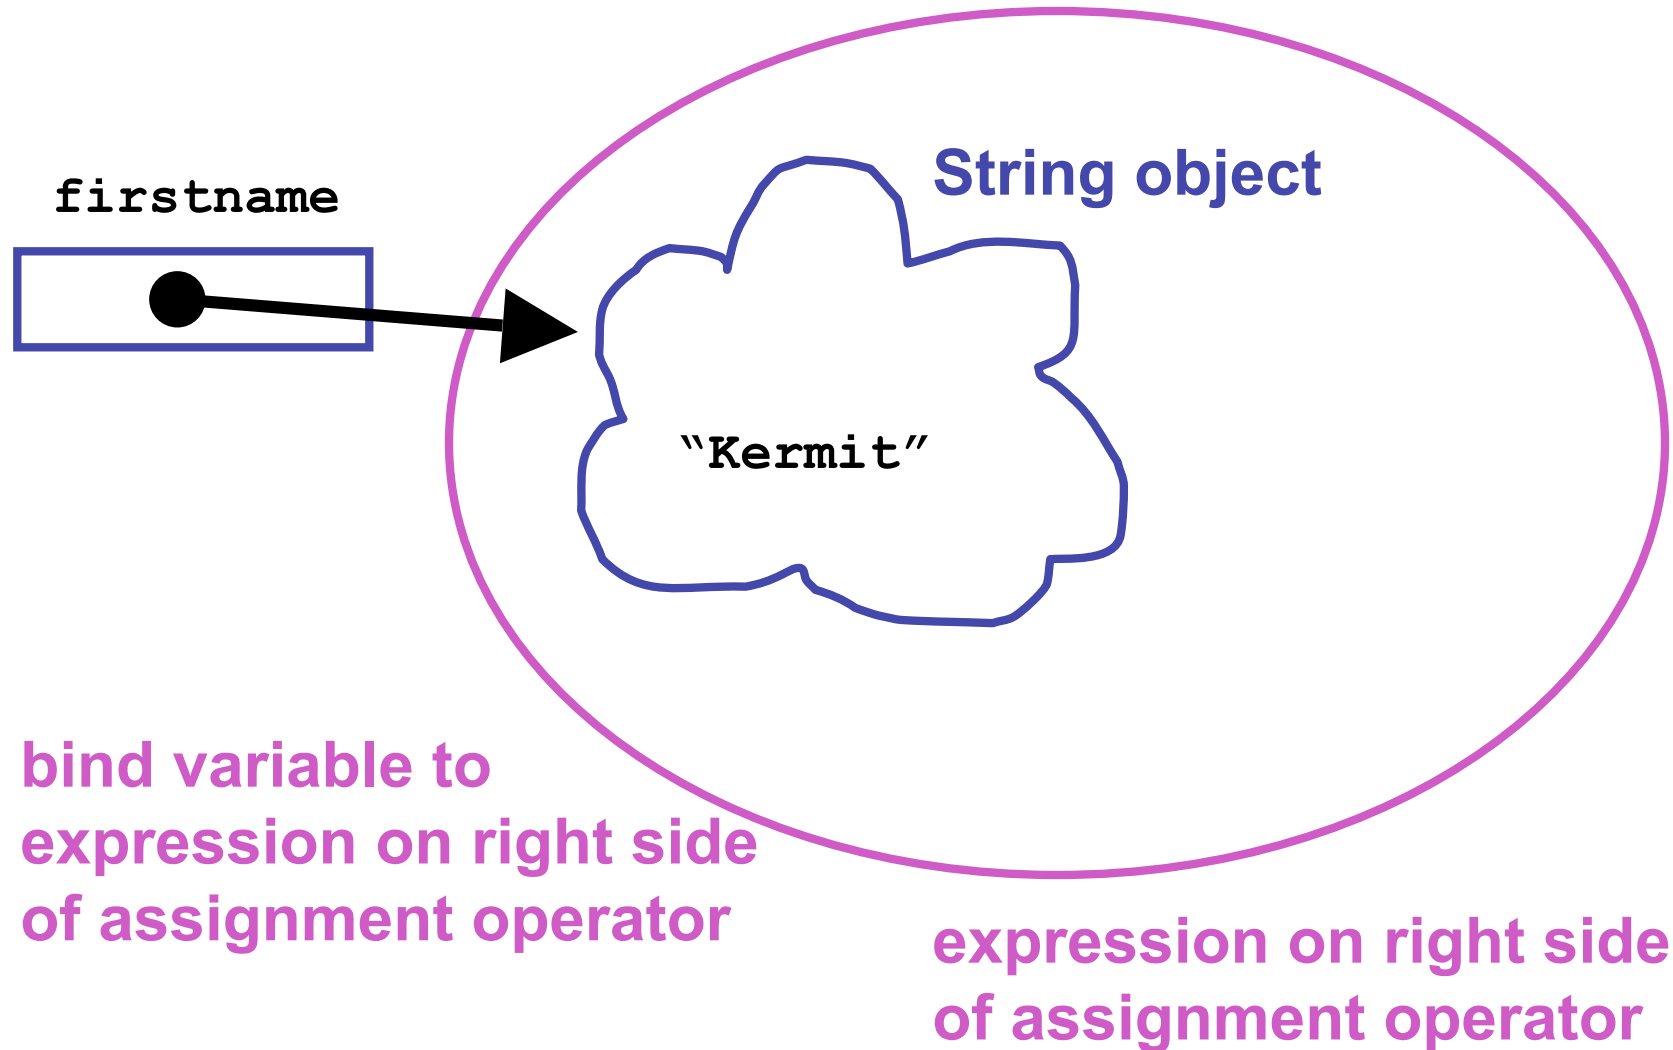 String object
firstname
“Kermit”
bind variable to
expression on right side
of assignment operator
expression on right side
of assignment operator